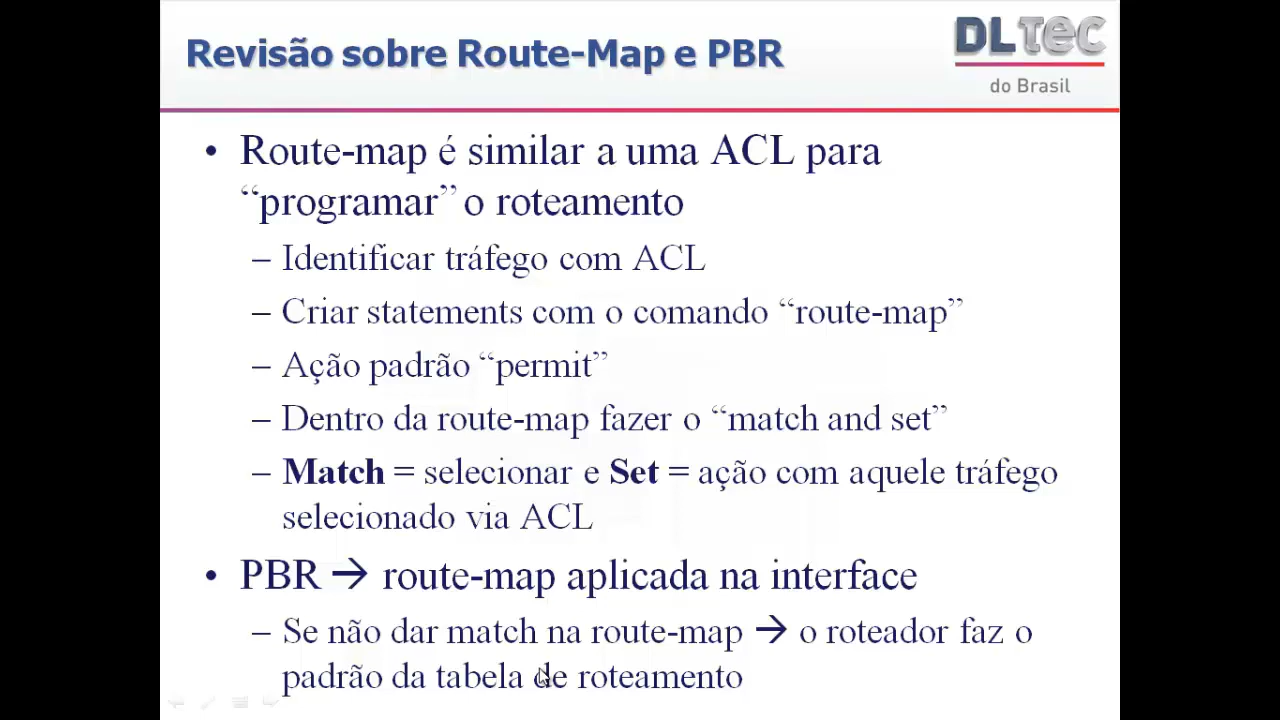 Revisão sobre Route-Map e PBR
DLTEC
do Brasil
• Route-map é similar a uma ACL para
“programar” o roteamento
– Identificar tráfego com ACL
– Criar statements com o comando “route-map”
– Ação padrão “permit”
– Dentro da route-map fazer o “match and set”
– Match = selecionar e Set = ação com aquele tráfego
selecionado via ACL
• PBR → route-map aplicada na interface
– Se não dar match na route-map → o roteador faz o
padrão da tabela de roteamento